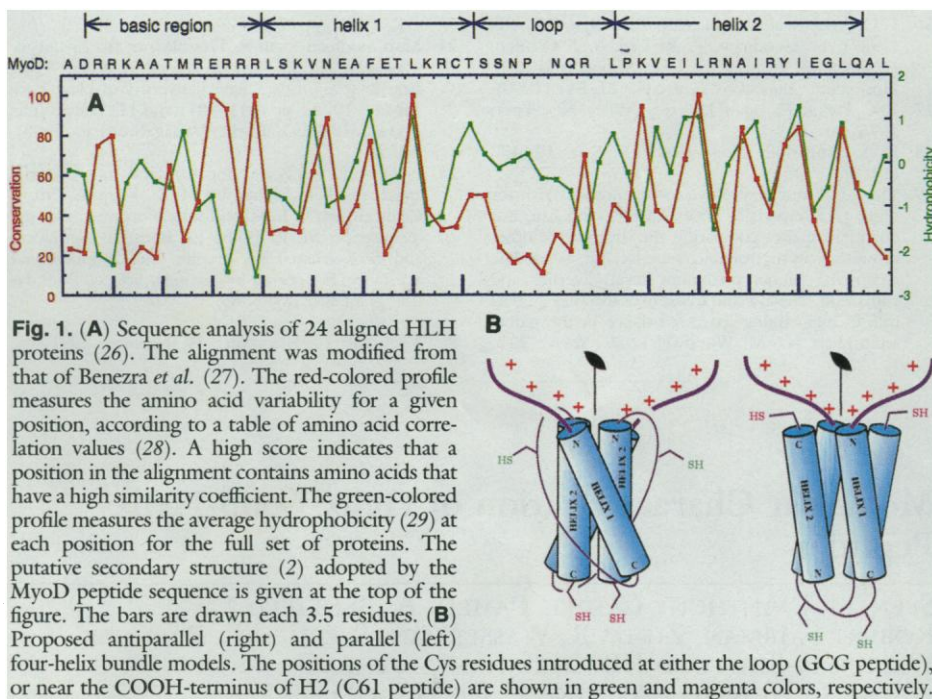 basic region helix 1 loop helix 2
MyoD: A D R R K A A T M R E R R R L S K V N E A F E T L K R C T S S N P N Q R L P K V E I L R N A I R Y I E G L Q A L
A
100
80
60
40
20
0
Conservation
2
1
0
-1
-2
-3
Hydrophobicity
Fig. 1. (A) Sequence analysis of 24 aligned HLH
proteins (26). The alignment was modified from
that of Benezra et al. (27). The red-colored profile
measures the amino acid variability for a given
position, according to a table of amino acid corre-
lation values (28). A high score indicates that a
position in the alignment contains amino acids that
have a high similarity coefficient. The green-colored
profile measures the average hydrophobicity (29) at
each position for the full set of proteins. The
putative secondary structure (2) adopted by the
MyoD peptide sequence is given at the top of the
figure. The bars are drawn each 3.5 residues. (B)
Proposed antiparallel (right) and parallel (left)
four-helix bundle models. The positions of the Cys residues introduced at either the loop (GCG peptide),
or near the COOH-terminus of H2 (C61 peptide) are shown in green and magenta colors, respectively.
B
+ + + + + +
N
HELIX 2
HELIX 2
HELIX 1
C
C
HS
SH
SH
SH
+ + + + + +
SH
SH
C
N
HELIX 2
HELIX 1
N
C
SH
SH